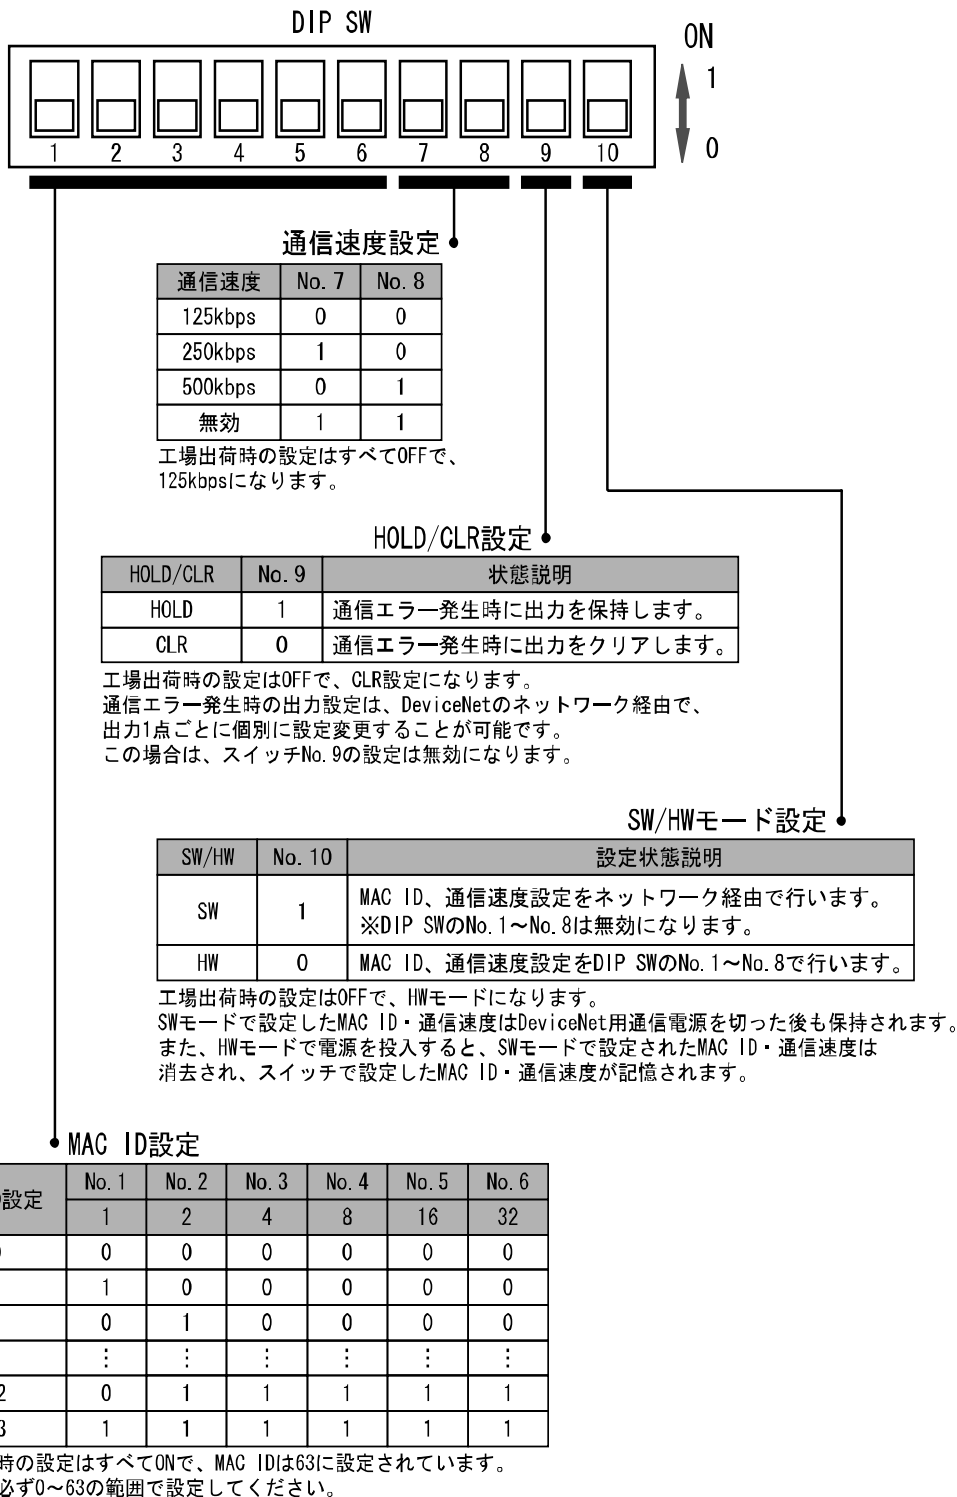 DIP SW
ON
1
0
1 2 3 4 5 6 7 8 9 10
通信速度設定
通信速度 No. 7 No. 8
125kbps 0 0
250kbps 1 0
500kbps 0 1
無効 1 1
工場出荷時の設定はすべてOFFで、
125kbpsになります。
HOLD/CLR設定
HOLD/CLR No. 9 状態説明
HOLD 1 通信エラー発生時に出力を保持します。
CLR 0 通信エラー発生時に出力をクリアします。
工場出荷時の設定はOFFで、CLR設定になります。
通信エラー発生時の出力設定は、DeviceNetのネットワーク経由で、
出力1点ごとに個別に設定変更することが可能です。
この場合は、スイッチNo. 9の設定は無効になります。
SW/HWモード設定
SW/HW No. 10 設定状態説明
SW 1 MAC ID、通信速度設定をネットワーク経由で行います。
※DIP SWのNo. 1～No. 8は無効になります。
HW 0 MAC ID、通信速度設定をDIP SWのNo. 1～No. 8で行います。
工場出荷時の設定はOFFで、HWモードになります。
SWモードで設定したMAC ID・通信速度はDeviceNet用通信電源を切った後も保持されます。
また、HWモードで電源を投入すると、SWモードで設定されたMAC ID・通信速度は
消去され、スイッチで設定したMAC ID・通信速度が記憶されます。
MAC ID設定
設定 No. 1 No. 2 No. 3 No. 4 No. 5 No. 6
1 2 4 8 16 32
0 0 0 0 0 0
1 0 0 0 0 0
0 1 0 0 0 0
⋮ ⋮ ⋮ ⋮ ⋮ ⋮
2 0 1 1 1 1 1
3 1 1 1 1 1 1
時の設定はすべてONで、MAC IDは63に設定されています。
必ず0～63の範囲で設定してください。